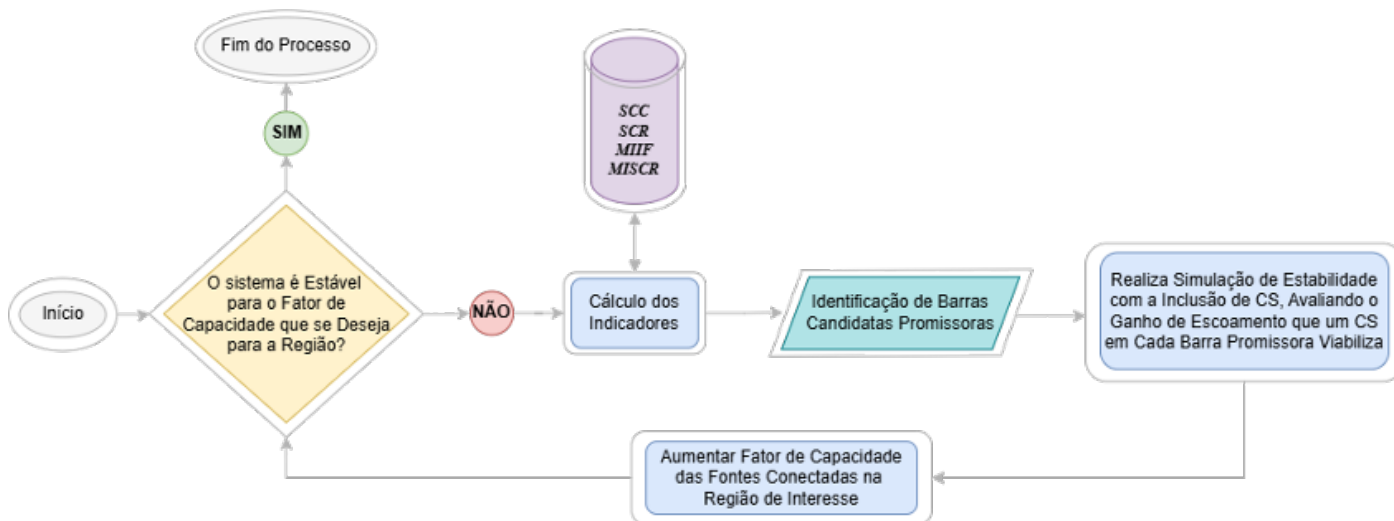 Fim do Processo
SIM
SCC
SCR
MIIF
MISCR
Início
O sistema é Estável
para o Fator de
Capacidade que se Deseja
para a Região?
NÃO
Cálculo dos
Indicadores
Identificação de Barras
Candidatas Promissoras
Realiza Simulação de Estabilidade
com a Inclusão de CS, Avaliando o
Ganho de Escoamento que um CS
em Cada Barra Promissora Viabiliza
Aumentar Fator de Capacidade
das Fontes Conectadas na
Região de Interesse